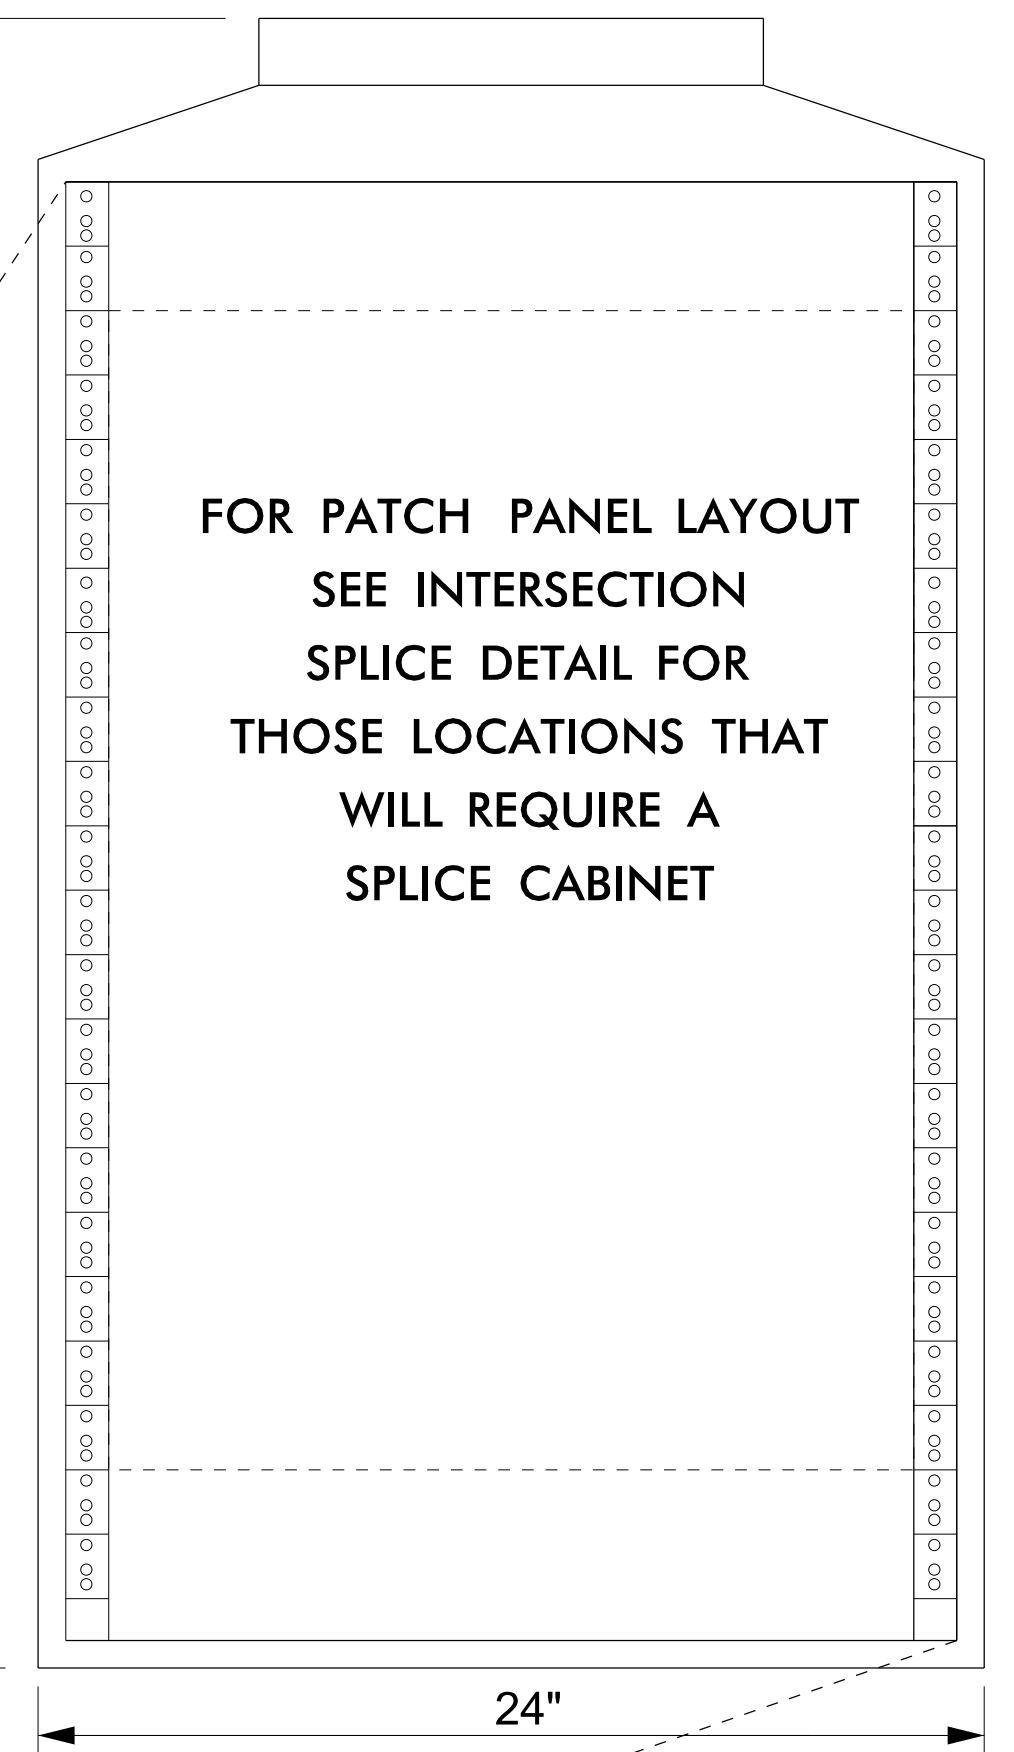 FOR PATCH PANEL LAYOUT
SEE INTERSECTION
SPLICE DETAIL FOR
THOSE LOCATIONS THAT
WILL REQUIRE A
SPLICE CABINET
24"